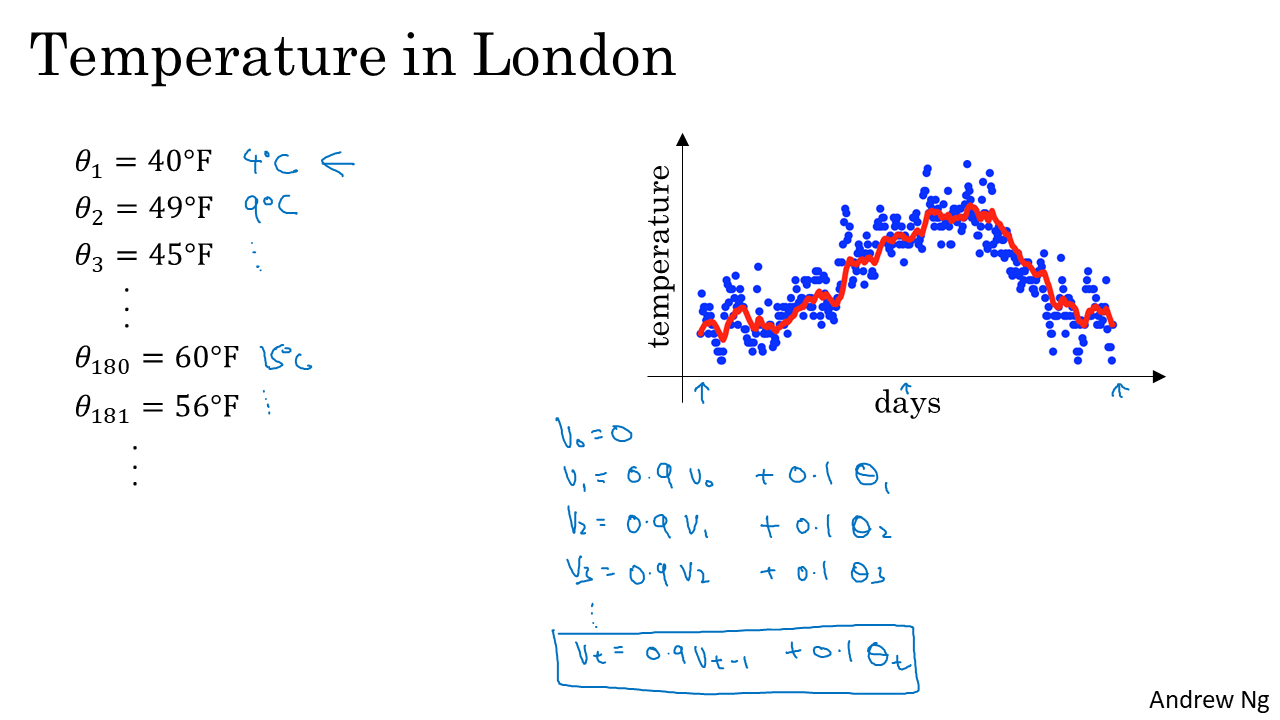 Temperature in London
θ₁ = 40°F 4°C ←
θ₂ = 49°F 9°C
θ₃ = 45°F ⋮
⋮
θ₁₈₀ = 60°F 15°C
θ₁₈₁ = 56°F ⋮
⋮
temperature
days
V₀ = 0
V₁ = 0.9 V₀ + 0.1 θ₁
V₂ = 0.9 V₁ + 0.1 θ₂
V₃ = 0.9 V₂ + 0.1 θ₃
⋮
Vₜ = 0.9 Vₜ₋₁ + 0.1 θₜ
Andrew Ng